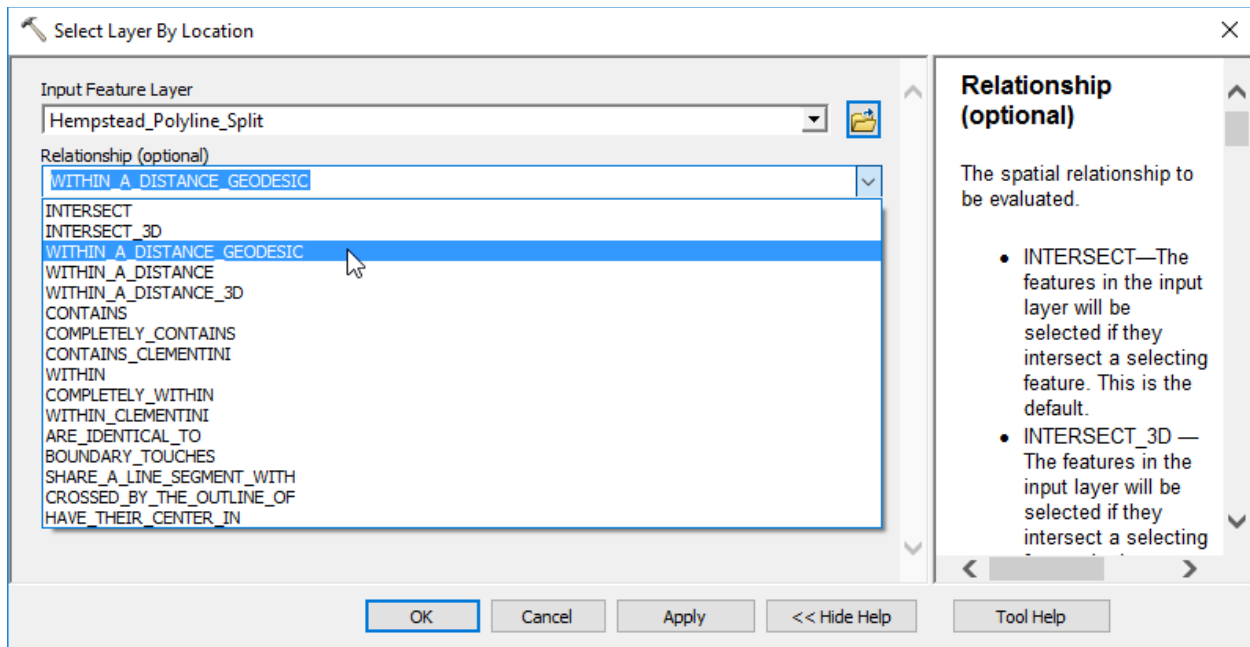 Select Layer By Location
Input Feature Layer
Hempstead_Polyline_Split
Relationship (optional)
WITHIN_A_DISTANCE_GEODESIC
INTERSECT
INTERSECT_3D
WITHIN_A_DISTANCE_GEODESIC
WITHIN_A_DISTANCE
WITHIN_A_DISTANCE_3D
CONTAINS
COMPLETELY_CONTAINS
CONTAINS_CLEMENTINI
WITHIN
COMPLETELY_WITHIN
WITHIN_CLEMENTINI
ARE_IDENTICAL_TO
BOUNDARY_TOUCHES
SHARE_A_LINE_SEGMENT_WITH
CROSSED_BY_THE_OUTLINE_OF
HAVE_THEIR_CENTER_IN
Relationship
(optional)
The spatial relationship to
be evaluated.
• INTERSECT—The
features in the input
layer will be
selected if they
intersect a selecting
feature. This is the
default.
• INTERSECT_3D —
The features in the
input layer will be
selected if they
intersect a selecting
OK
Cancel
Apply
<< Hide Help
Tool Help